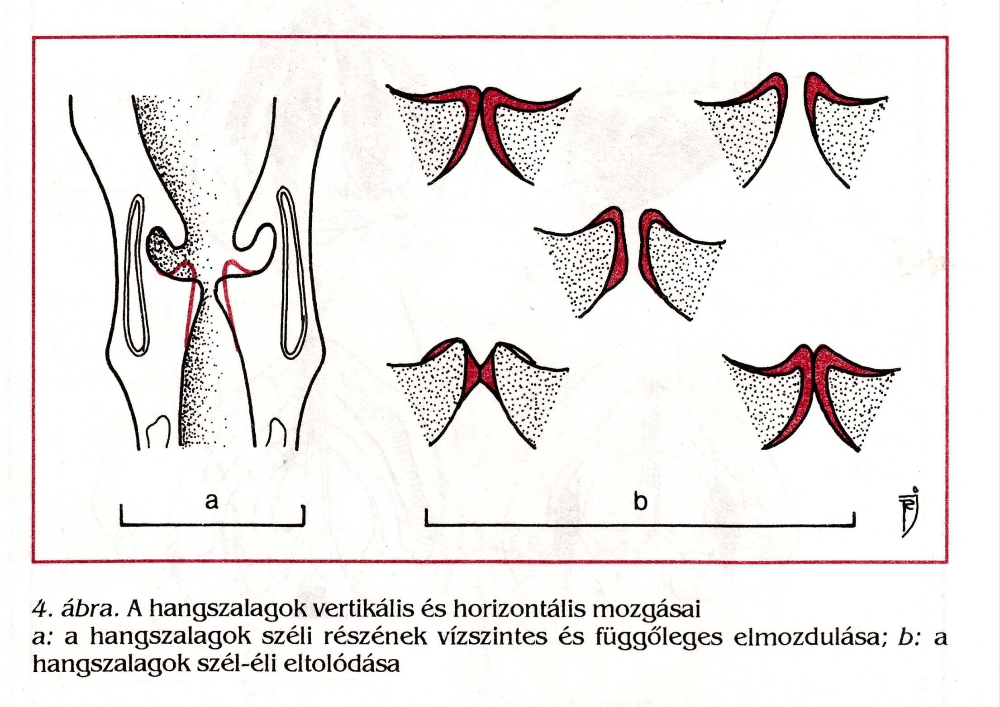 a
b
4. ábra. A hangszalagok vertikális és horizontális mozgásai
a: a hangszalagok széli részének vízszintes és függőleges elmozdulása; b: a
hangszalagok szél-éli eltolódása